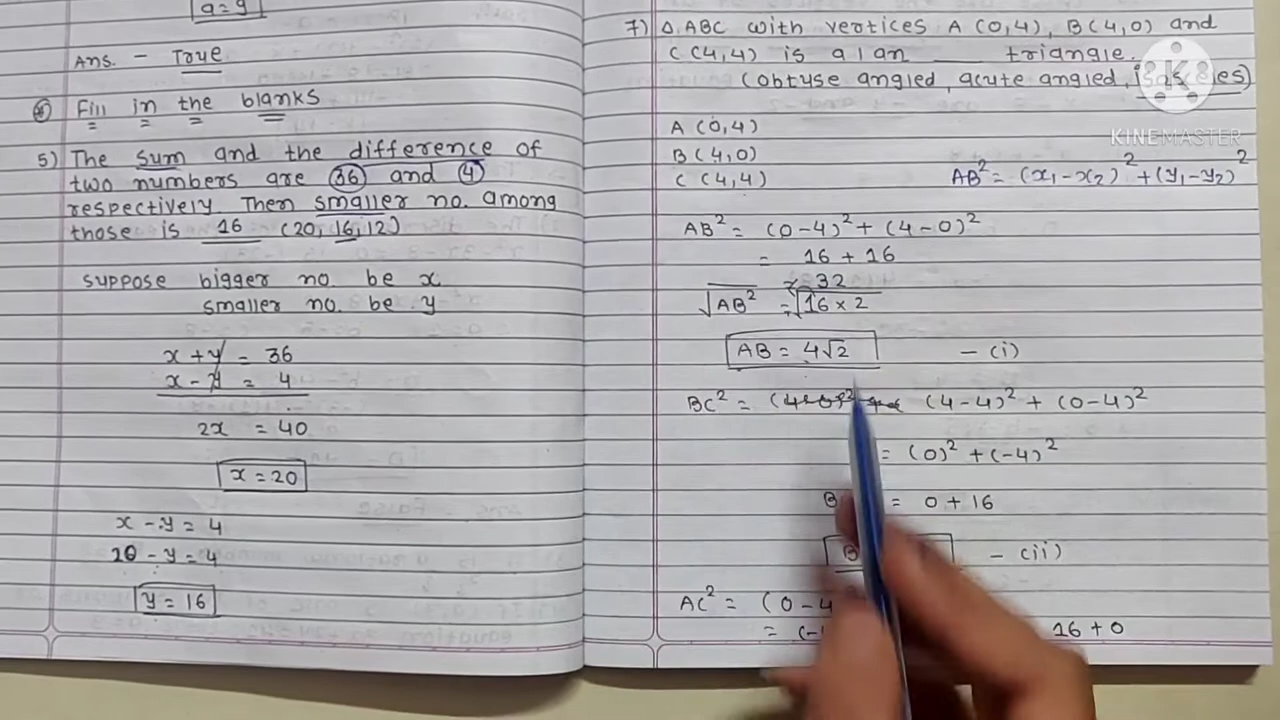 a=9
Ans. - True
Fill in the blanks
5) The sum and the difference of
two numbers are 36 and 4
respectively Then smaller no. among
those is 16 (20, 16, 12)
suppose bigger no be x
smaller no. be y
x + y = 36
x - y = 4
2x = 40
x = 20
x - y = 4
20 - y = 4
y = 16
7) Δ ABC with vertices A (0,4), B(4,0) and
C (4,4) is a | an ___ triangle.
(obtuse angled, acute angled, isosceles)
KINEMASTER
A (0,4)
B (4,0)
C (4,4)
AB² = (x₁-x₂)² + (y₁-y₂)²
AB² = (0-4)² + (4-0)²
= 16 + 16
= 32
√AB² = √16 × 2
AB = 4√2 - (i)
BC² = (4-4)² + (0-4)²
= (0)² + (-4)²
B = 0 + 16
B - (ii)
AC² = (0-4
= (-4 16 + 0